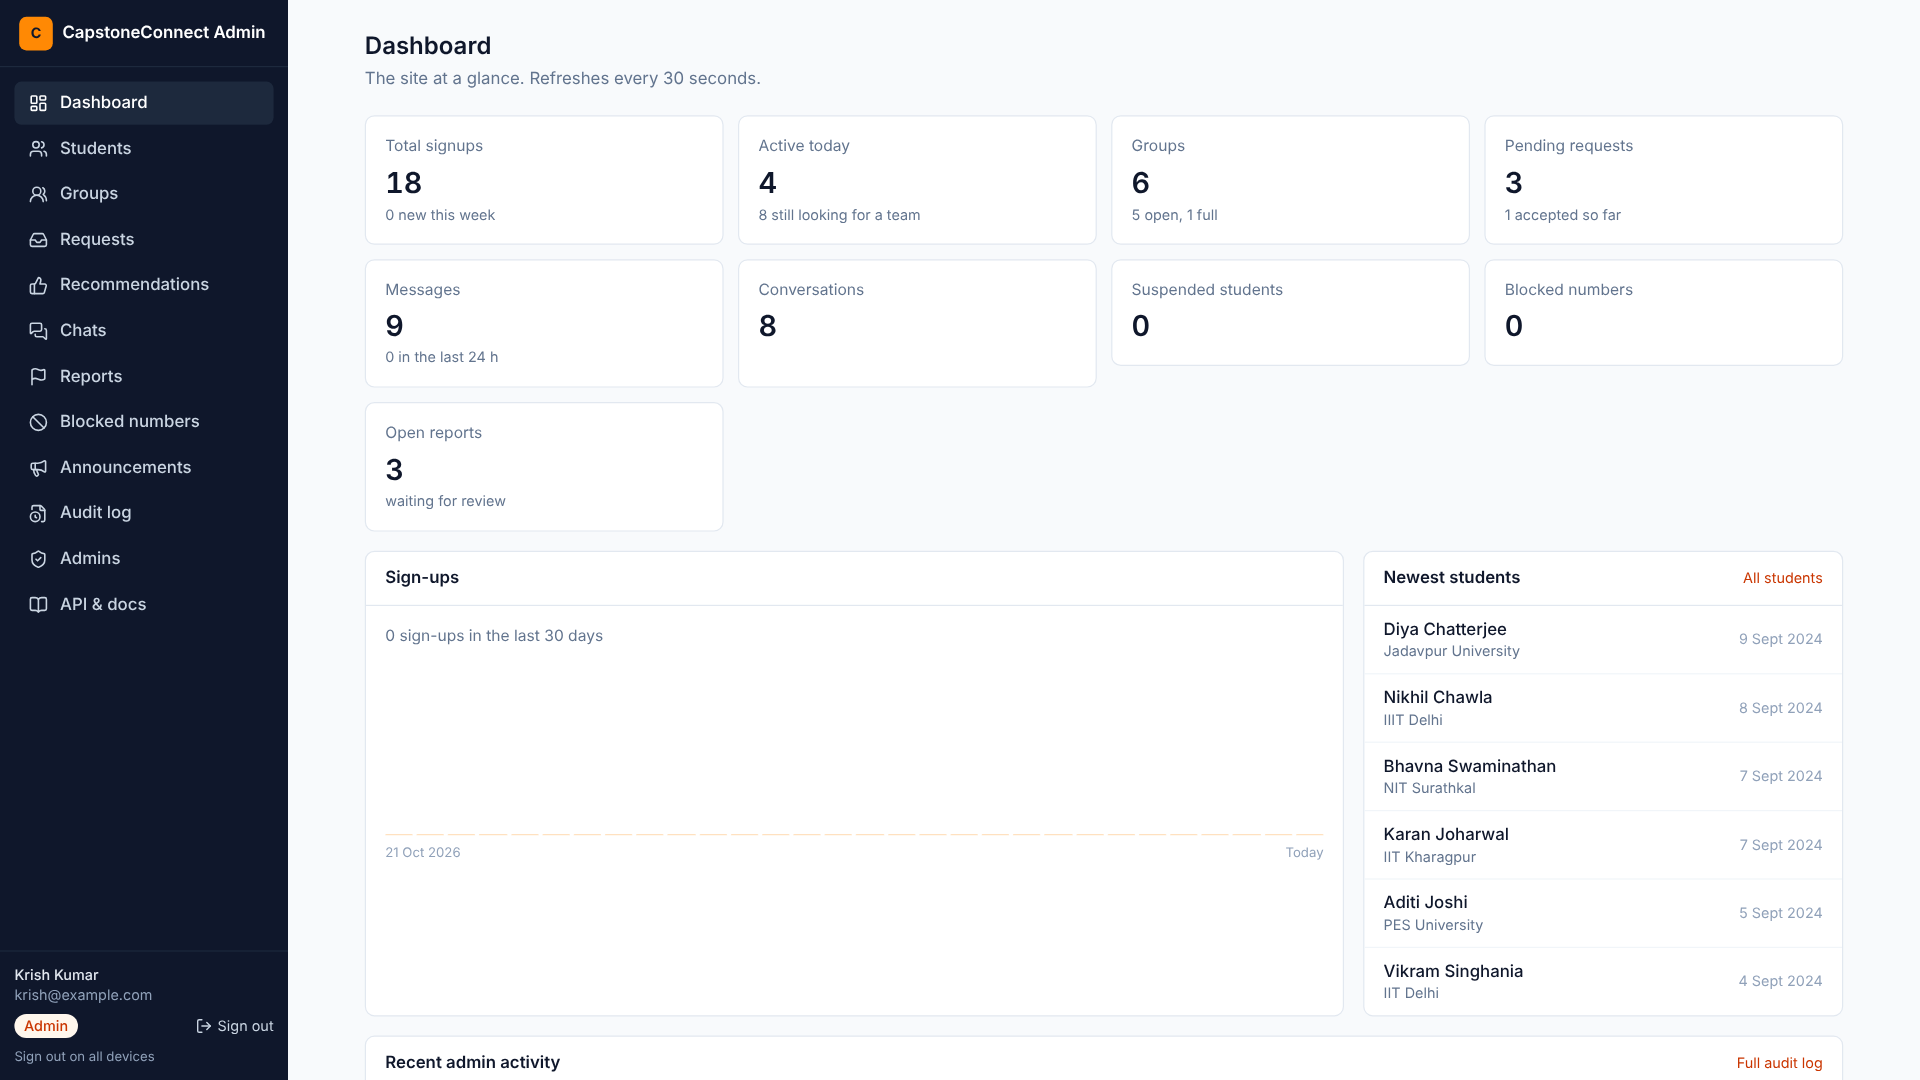 C
CapstoneConnect Admin
Dashboard
Students
Groups
Requests
Recommendations
Chats
Reports
Blocked numbers
Announcements
Audit log
Admins
API & docs
Krish Kumar
krish@example.com
Admin
Sign out
Sign out on all devices
Dashboard
The site at a glance. Refreshes every 30 seconds.
Total signups
18
0 new this week
Active today
4
8 still looking for a team
Groups
6
5 open, 1 full
Pending requests
3
1 accepted so far
Messages
9
0 in the last 24 h
Conversations
8
Suspended students
0
Blocked numbers
0
Open reports
3
waiting for review
Sign-ups
0 sign-ups in the last 30 days
21 Oct 2026
Today
Newest students
All students
Diya Chatterjee
Jadavpur University
9 Sept 2024
Nikhil Chawla
IIIT Delhi
8 Sept 2024
Bhavna Swaminathan
NIT Surathkal
7 Sept 2024
Karan Joharwal
IIT Kharagpur
7 Sept 2024
Aditi Joshi
PES University
5 Sept 2024
Vikram Singhania
IIT Delhi
4 Sept 2024
Recent admin activity
Full audit log